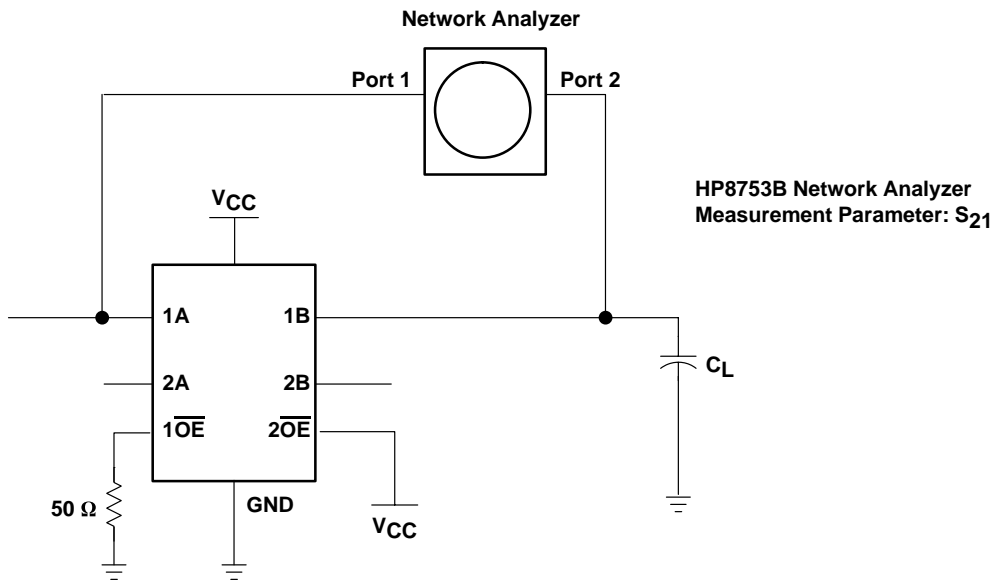 Network Analyzer
Port 1
Port 2
HP8753B Network Analyzer
Measurement Parameter: S21
VCC
1A
1B
2A
2B
CL
1OE
2OE
50 Ω
GND
VCC